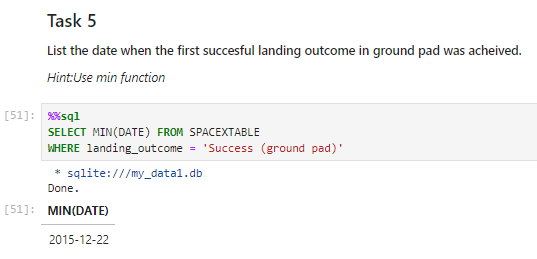 Task 5
List the date when the first succesful landing outcome in ground pad was acheived.
Hint:Use min function
[51]: %%sql
SELECT MIN(DATE) FROM SPACEXTABLE
WHERE landing_outcome = 'Success (ground pad)'
* sqlite:///my_data1.db
Done.
[51]: MIN(DATE)
2015-12-22